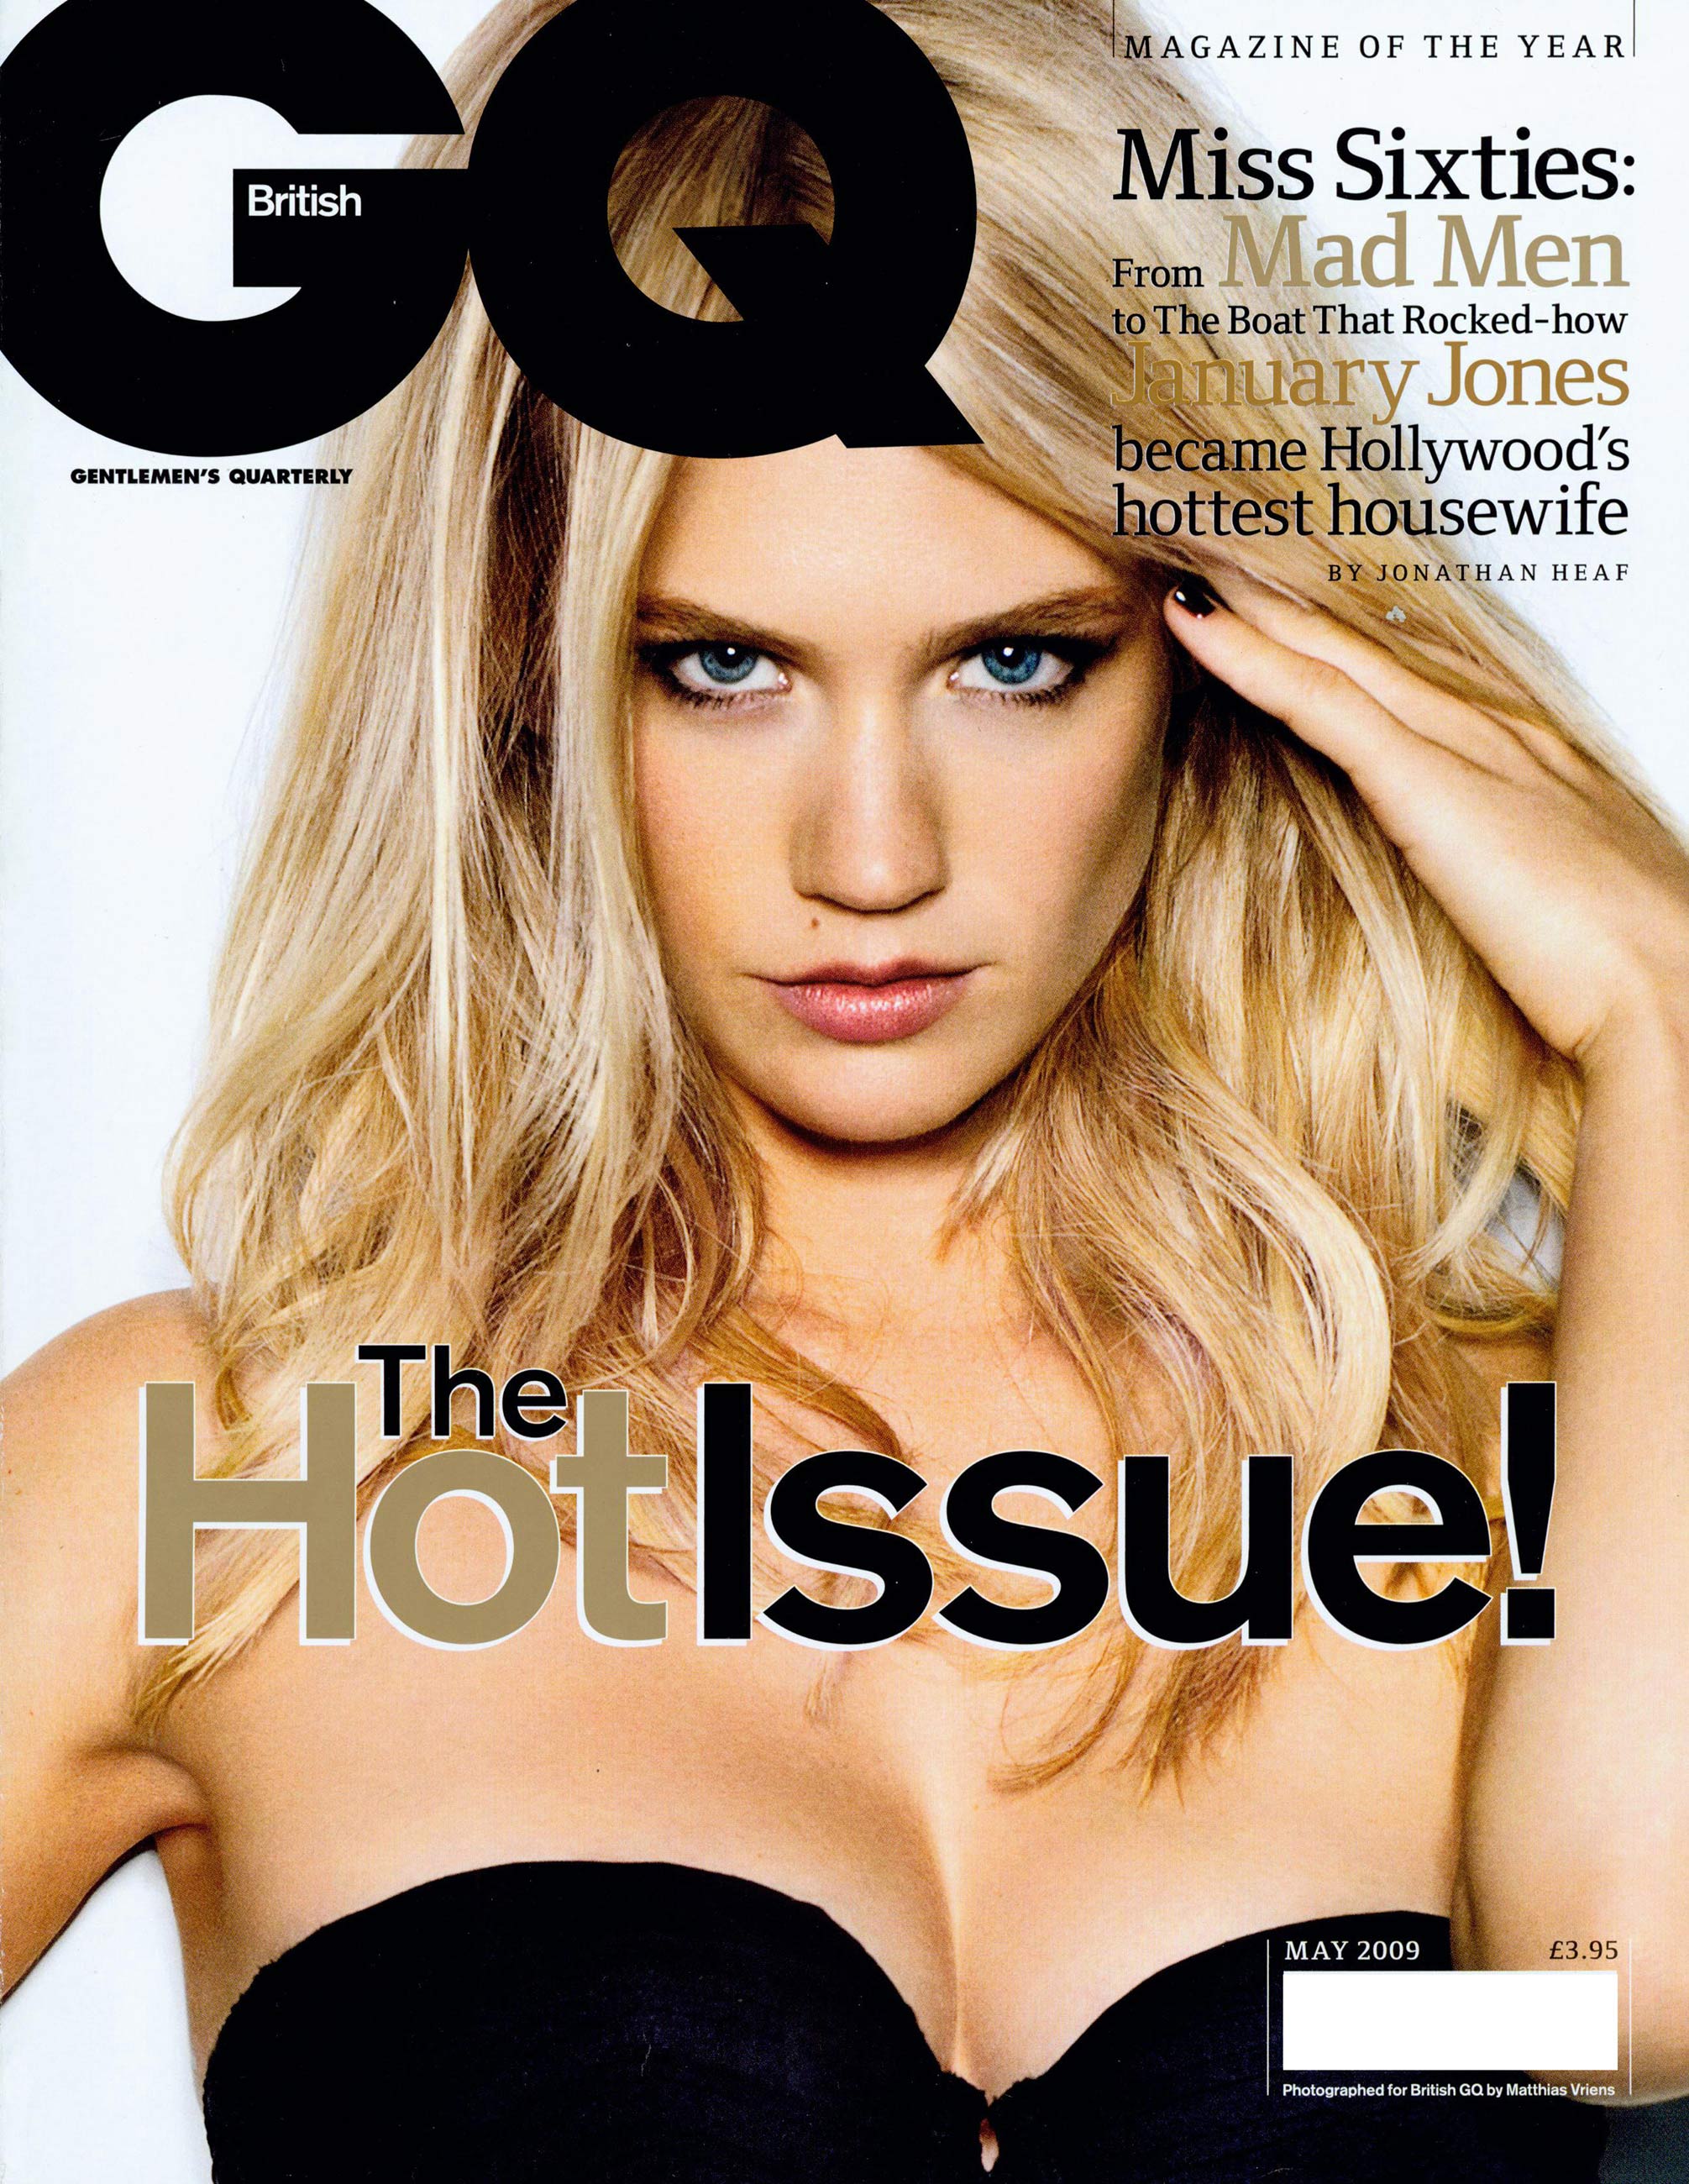 MAGAZINE OF THE YEAR
GQ
British
GENTLEMEN'S QUARTERLY
Miss Sixties:
From Mad Men
to The Boat That Rocked-how
January Jones
became Hollywood's
hottest housewife
BY JONATHAN HEAF
The
Hot Issue!
MAY 2009 £3.95
Photographed for British GQ by Matthias Vriens